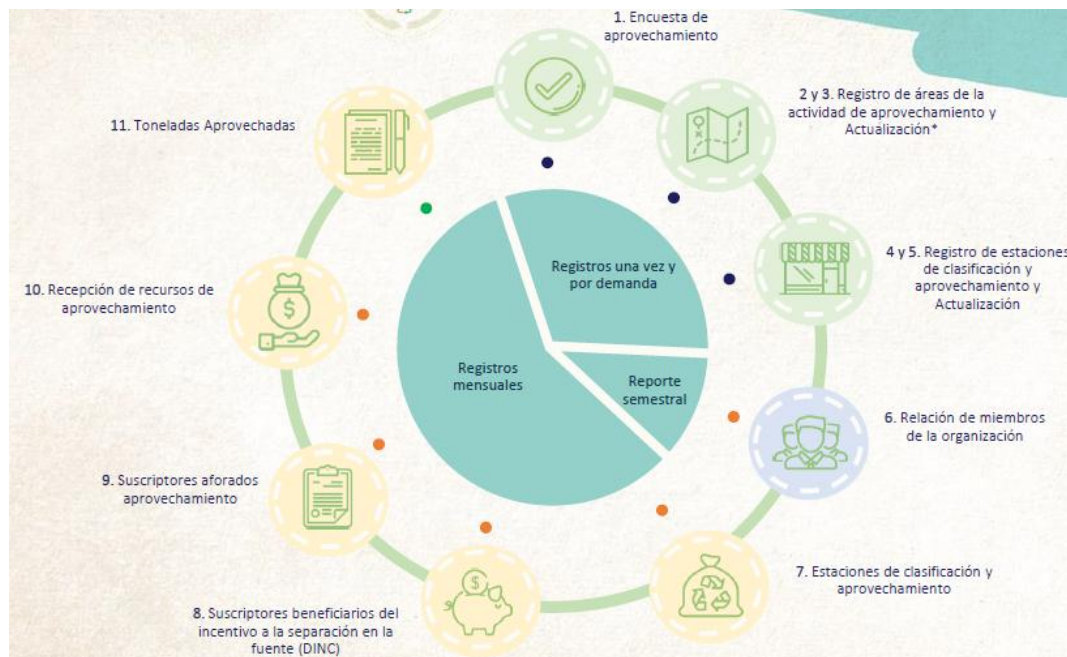 1. Encuesta de
aprovechamiento
2 y 3. Registro de áreas de la
actividad de aprovechamiento y
Actualización*
4 y 5. Registro de estaciones
de clasificación y
aprovechamiento y
Actualización
6. Relación de miembros
de la organización
7. Estaciones de clasificación y
aprovechamiento
8. Suscriptores beneficiarios del
incentivo a la separación en la
fuente (DINC)
9. Suscriptores aforados
aprovechamiento
10. Recepción de recursos de
aprovechamiento
11. Toneladas Aprovechadas
Registros una vez y
por demanda
Reporte
semestral
Registros
mensuales